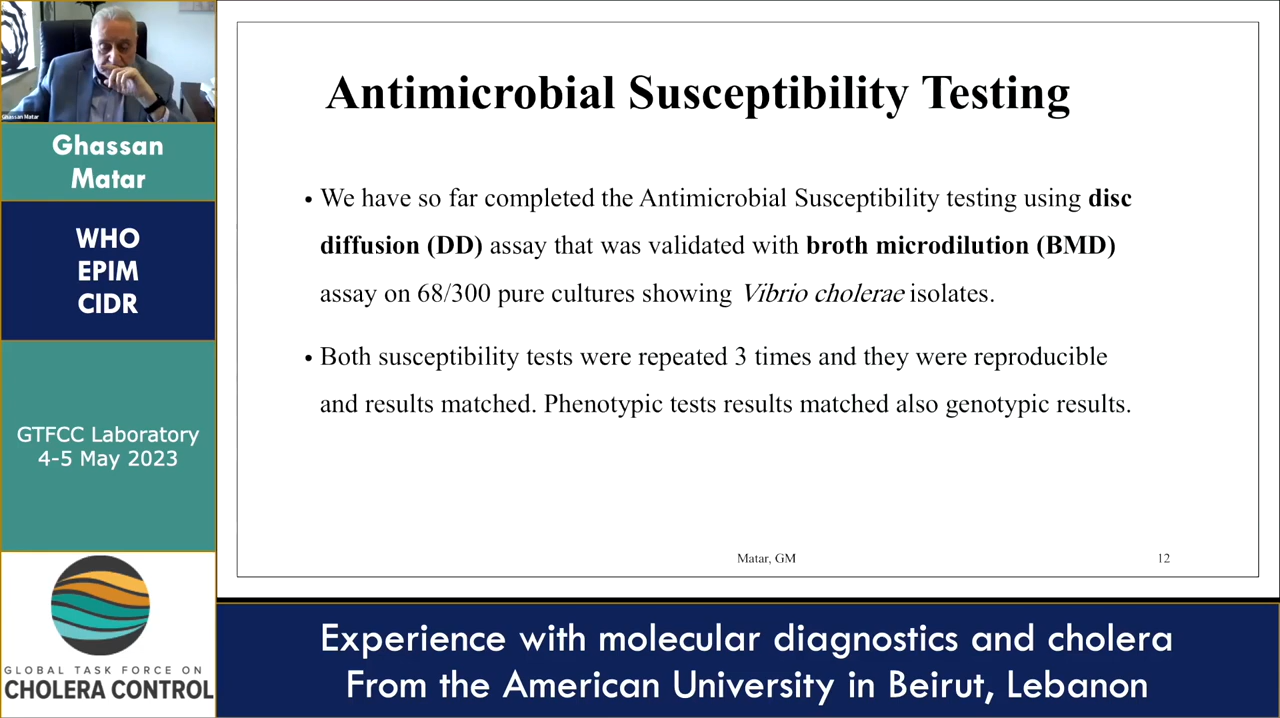 Ghassan Matar
Ghassan
Matar
WHO
EPIM
CIDR
GTFCC Laboratory
4-5 May 2023
GLOBAL TASK FORCE ON
CHOLERA CONTROL
Antimicrobial Susceptibility Testing
• We have so far completed the Antimicrobial Susceptibility testing using disc
diffusion (DD) assay that was validated with broth microdilution (BMD)
assay on 68/300 pure cultures showing Vibrio cholerae isolates.
• Both susceptibility tests were repeated 3 times and they were reproducible
and results matched. Phenotypic tests results matched also genotypic results.
Matar, GM
12
Experience with molecular diagnostics and cholera
From the American University in Beirut, Lebanon